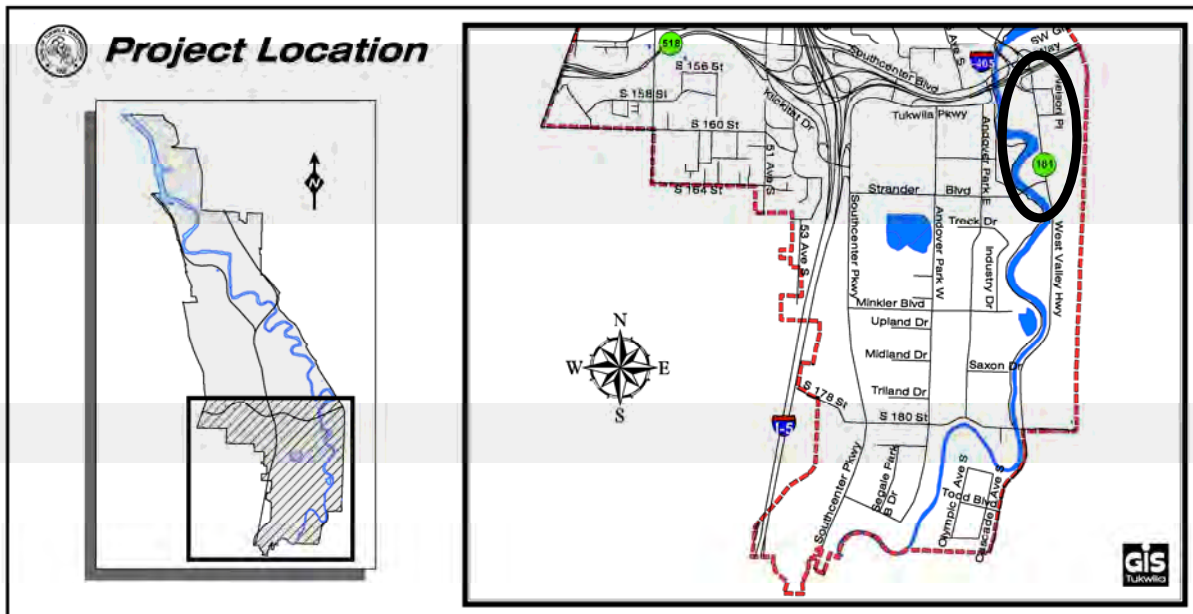 Project Location
N
518
S 156 St
S 158 St
S 160 St
S 164 St
51 Ave S
53 Ave S
Klickitat Dr
Southcenter Blvd
Ave S
I-405
Tukwila Pkwy
Nelson Pl
181
Andover Park E
Strander Blvd
Treck Dr
Southcenter Pkwy
Andover Park W
Industry Dr
West Valley Hwy
Minkler Blvd
Upland Dr
Midland Dr
Saxon Dr
Triland Dr
S 178 St
S 180 St
I-5
N
W E
S
Southcenter Pkwy
Segale Park
B Dr
Olympic Ave S
Todd Blvd
Cascade Ave S
GIS
Tukwila